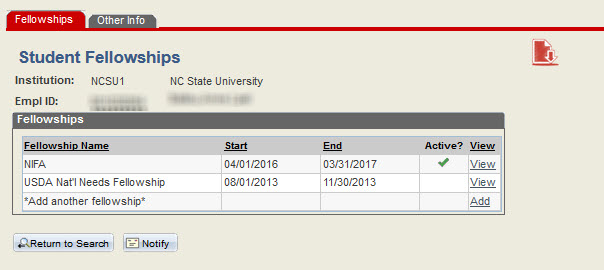 Fellowships Other Info
Student Fellowships
Institution: NCSU1 NC State University
Empl ID:
Fellowships
Fellowship Name Start End Active? View
NIFA 04/01/2016 03/31/2017 View
USDA Nat'l Needs Fellowship 08/01/2013 11/30/2013 View
*Add another fellowship* Add
Return to Search Notify